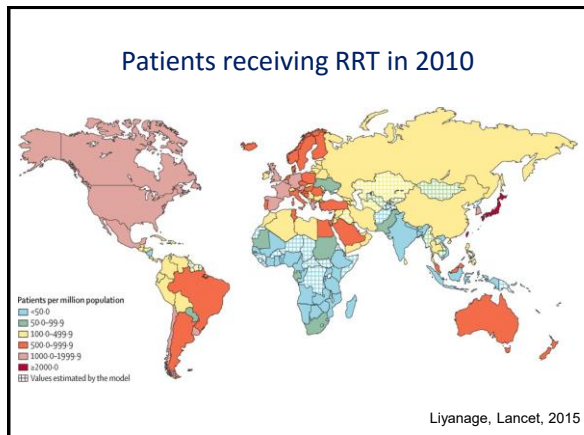 Patients receiving RRT in 2010
Patients per million population
<50·0
50·0–99·9
100·0–499·9
500·0–999·9
1000·0–1999·9
≥2000·0
Values estimated by the model
Liyanage, Lancet, 2015